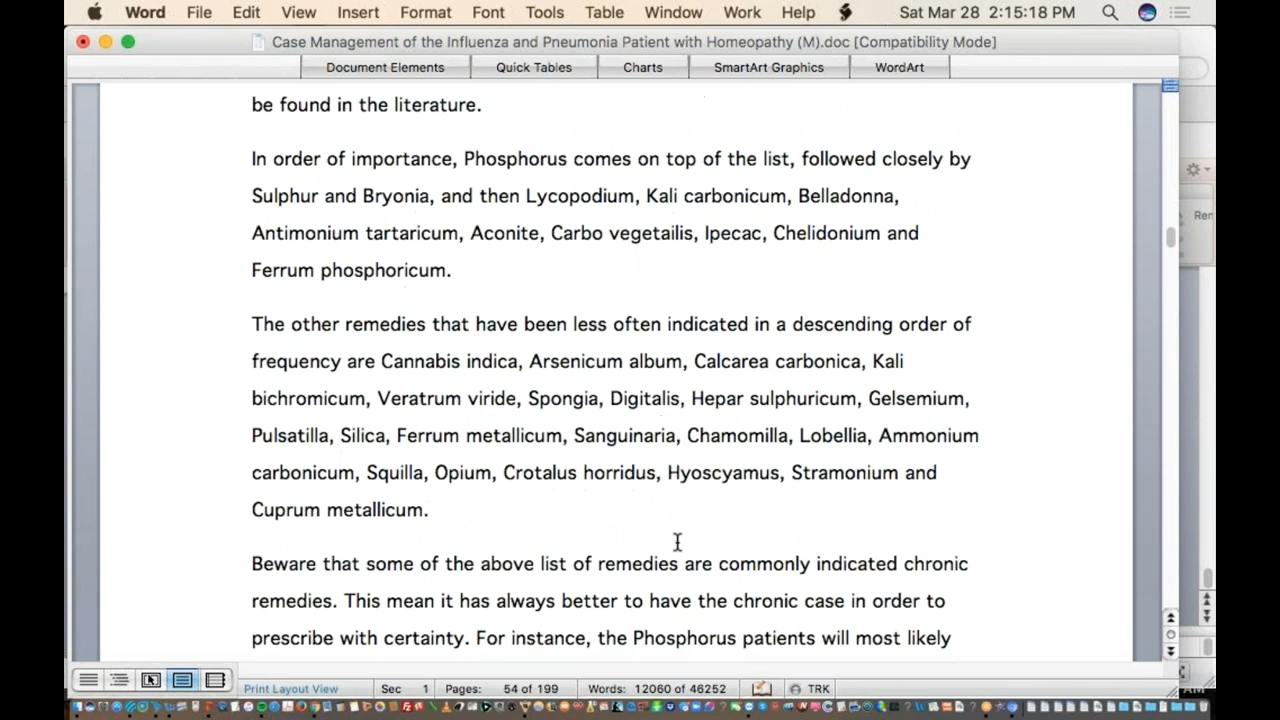 Word File Edit View Insert Format Font Tools Table Window Work Help Sat Mar 28 2:15:18 PM
Case Management of the Influenza and Pneumonia Patient with Homeopathy (M).doc [Compatibility Mode]
Document Elements Quick Tables Charts SmartArt Graphics WordArt
be found in the literature.
In order of importance, Phosphorus comes on top of the list, followed closely by
Sulphur and Bryonia, and then Lycopodium, Kali carbonicum, Belladonna,
Antimonium tartaricum, Aconite, Carbo vegetailis, Ipecac, Chelidonium and
Ferrum phosphoricum.
The other remedies that have been less often indicated in a descending order of
frequency are Cannabis indica, Arsenicum album, Calcarea carbonica, Kali
bichromicum, Veratrum viride, Spongia, Digitalis, Hepar sulphuricum, Gelsemium,
Pulsatilla, Silica, Ferrum metallicum, Sanguinaria, Chamomilla, Lobellia, Ammonium
carbonicum, Squilla, Opium, Crotalus horridus, Hyoscyamus, Stramonium and
Cuprum metallicum.
Beware that some of the above list of remedies are commonly indicated chronic
remedies. This mean it has always better to have the chronic case in order to
prescribe with certainty. For instance, the Phosphorus patients will most likely
Print Layout View Sec 1 Pages: 54 of 199 Words: 12060 of 46252 TRK